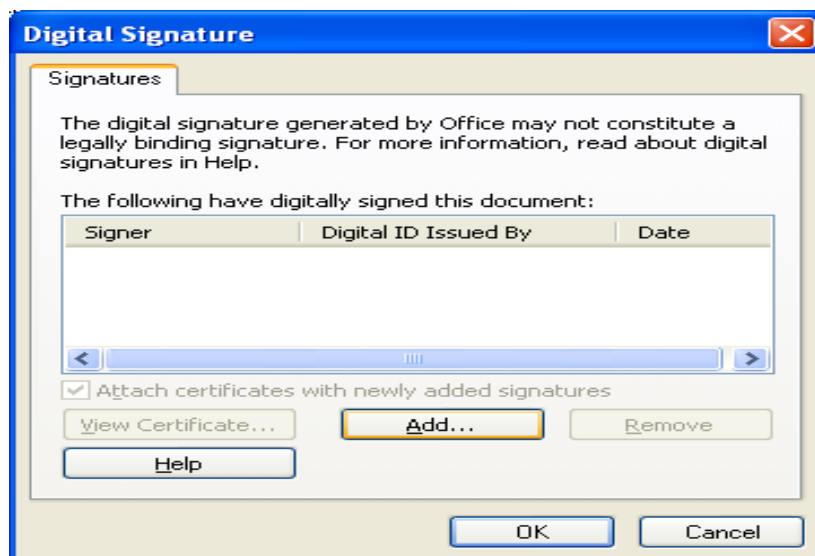 Digital Signature
Signatures
The digital signature generated by Office may not constitute a
legally binding signature. For more information, read about digital
signatures in Help.
The following have digitally signed this document:
Signer Digital ID Issued By Date
Attach certificates with newly added signatures
View Certificate... Add... Remove
Help
OK Cancel